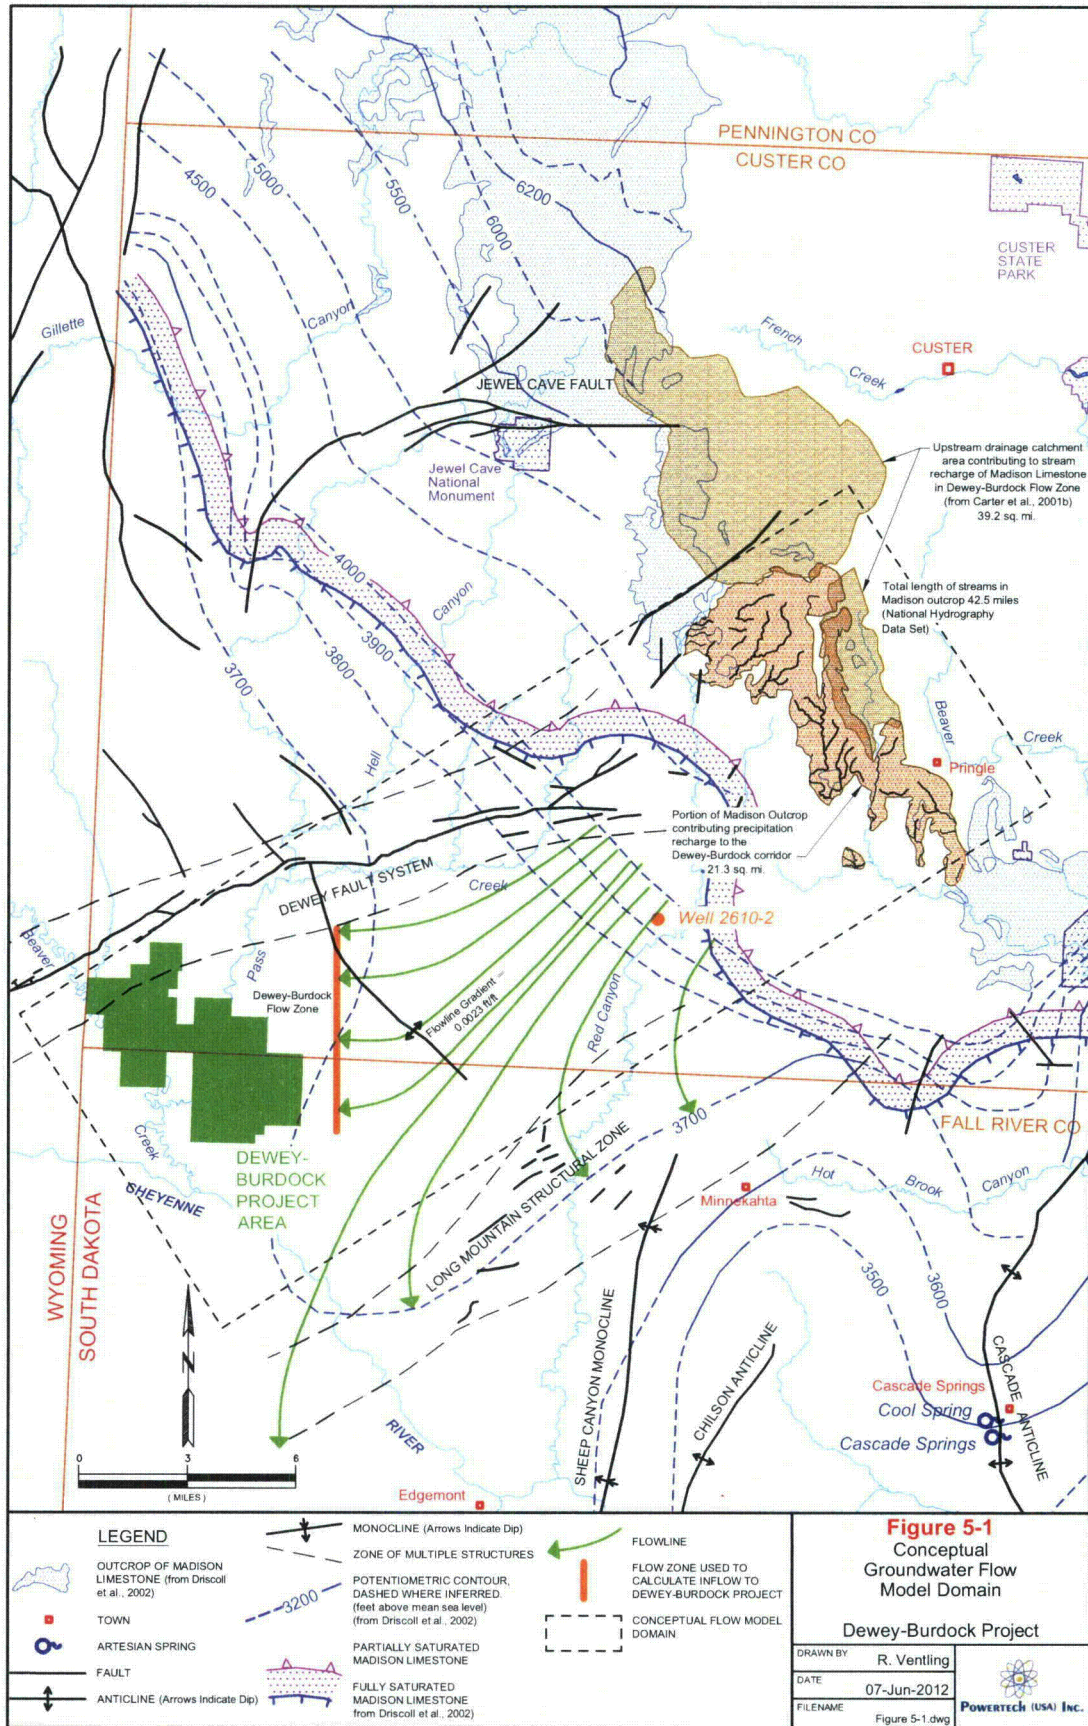 PENNINGTON CO
CUSTER CO
4500
5000
5500
6000
6200
CUSTER
STATE
PARK
Gillette
Canyon
French
Creek
CUSTER
JEWEL CAVE FAULT
Jewel Cave
National
Monument
Upstream drainage catchment
area contributing to stream
recharge of Madison Limestone
in Dewey-Burdock Flow Zone
(from Carter et al., 2001b)
39.2 sq. mi.
Total length of streams in
Madison outcrop 42.5 miles
(National Hydrography
Data Set)
4000
3900
3800
3700
Canyon
Hell
Beaver
Creek
Pringle
Portion of Madison Outcrop
contributing precipitation
recharge to the
Dewey-Burdock corridor
21.3 sq. mi.
DEWEY FAULT SYSTEM
Creek
Well 2610-2
Beaver
Pass
Dewey-Burdock
Flow Zone
Flowline Gradient
0.0023 ft/ft
Red Canyon
3700
FALL RIVER CO
Creek
DEWEY-
BURDOCK
PROJECT
AREA
CHEYENNE
LONG MOUNTAIN STRUCTURAL ZONE
Minnekahta
Hot
Brook
Canyon
WYOMING
SOUTH DAKOTA
3500
3600
N
SHEEP CANYON MONOCLINE
CHILSON ANTICLINE
CASCADE ANTICLINE
Cascade Springs
Cool Spring
Cascade Springs
RIVER
0 3 6
( MILES )
Edgemont
LEGEND
OUTCROP OF MADISON
LIMESTONE (from Driscoll
et al., 2002)
TOWN
ARTESIAN SPRING
FAULT
ANTICLINE (Arrows Indicate Dip)
MONOCLINE (Arrows Indicate Dip)
ZONE OF MULTIPLE STRUCTURES
3200
POTENTIOMETRIC CONTOUR,
DASHED WHERE INFERRED.
(feet above mean sea level)
(from Driscoll et al., 2002)
PARTIALLY SATURATED
MADISON LIMESTONE
FULLY SATURATED
MADISON LIMESTONE
from Driscoll et al., 2002)
FLOWLINE
FLOW ZONE USED TO
CALCULATE INFLOW TO
DEWEY-BURDOCK PROJECT
CONCEPTUAL FLOW MODEL
DOMAIN
Figure 5-1
Conceptual
Groundwater Flow
Model Domain
Dewey-Burdock Project
DRAWN BY R. Ventling
DATE 07-Jun-2012
FILENAME Figure 5-1.dwg
POWERTECH (USA) INC.